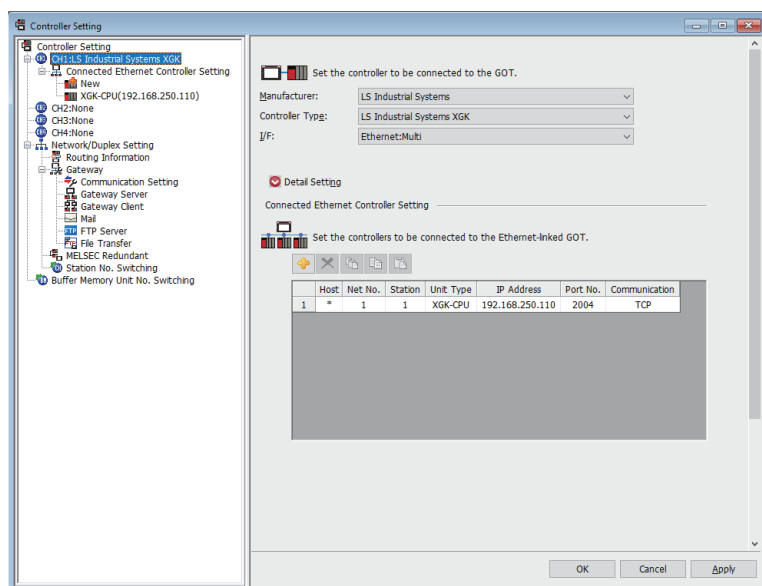 Controller Setting
Controller Setting
CH1:LS Industrial Systems XGK
Connected Ethernet Controller Setting
New
XGK-CPU(192.168.250.110)
CH2:None
CH3:None
CH4:None
Network/Duplex Setting
Routing Information
Gateway
Communication Setting
Gateway Server
Gateway Client
Mail
FTP Server
File Transfer
MELSEC Redundant
Station No. Switching
Buffer Memory Unit No. Switching
Set the controller to be connected to the GOT.
Manufacturer: LS Industrial Systems
Controller Type: LS Industrial Systems XGK
I/F: Ethernet:Multi
Detail Setting
Connected Ethernet Controller Setting
Set the controllers to be connected to the Ethernet-linked GOT.
Host Net No. Station Unit Type IP Address Port No. Communication
1 * 1 1 XGK-CPU 192.168.250.110 2004 TCP
OK Cancel Apply